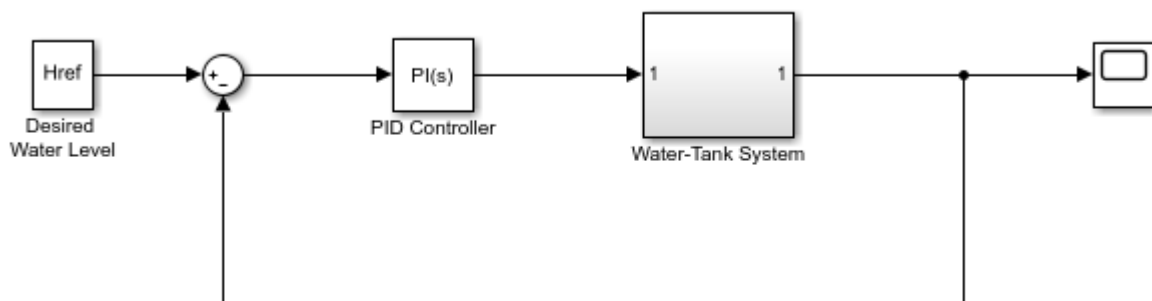 Href
+
−
PI(s)
1
1
Desired
Water Level
PID Controller
Water-Tank System